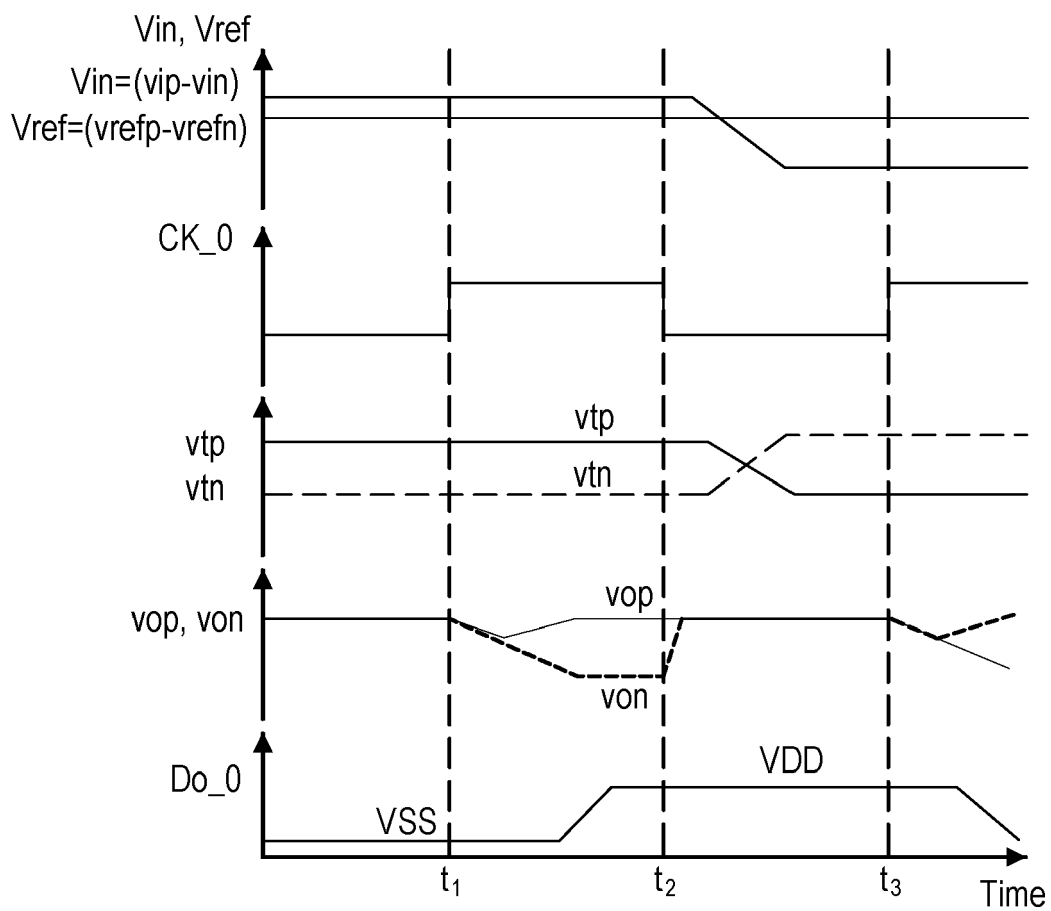 Vin, Vref
Vin=(vip-vin)
Vref=(vrefp-vrefn)
CK_0
vtp
vtp
vtn
vtn
vop
vop, von
von
Do_0
VDD
VSS
t1
t2
t3
Time